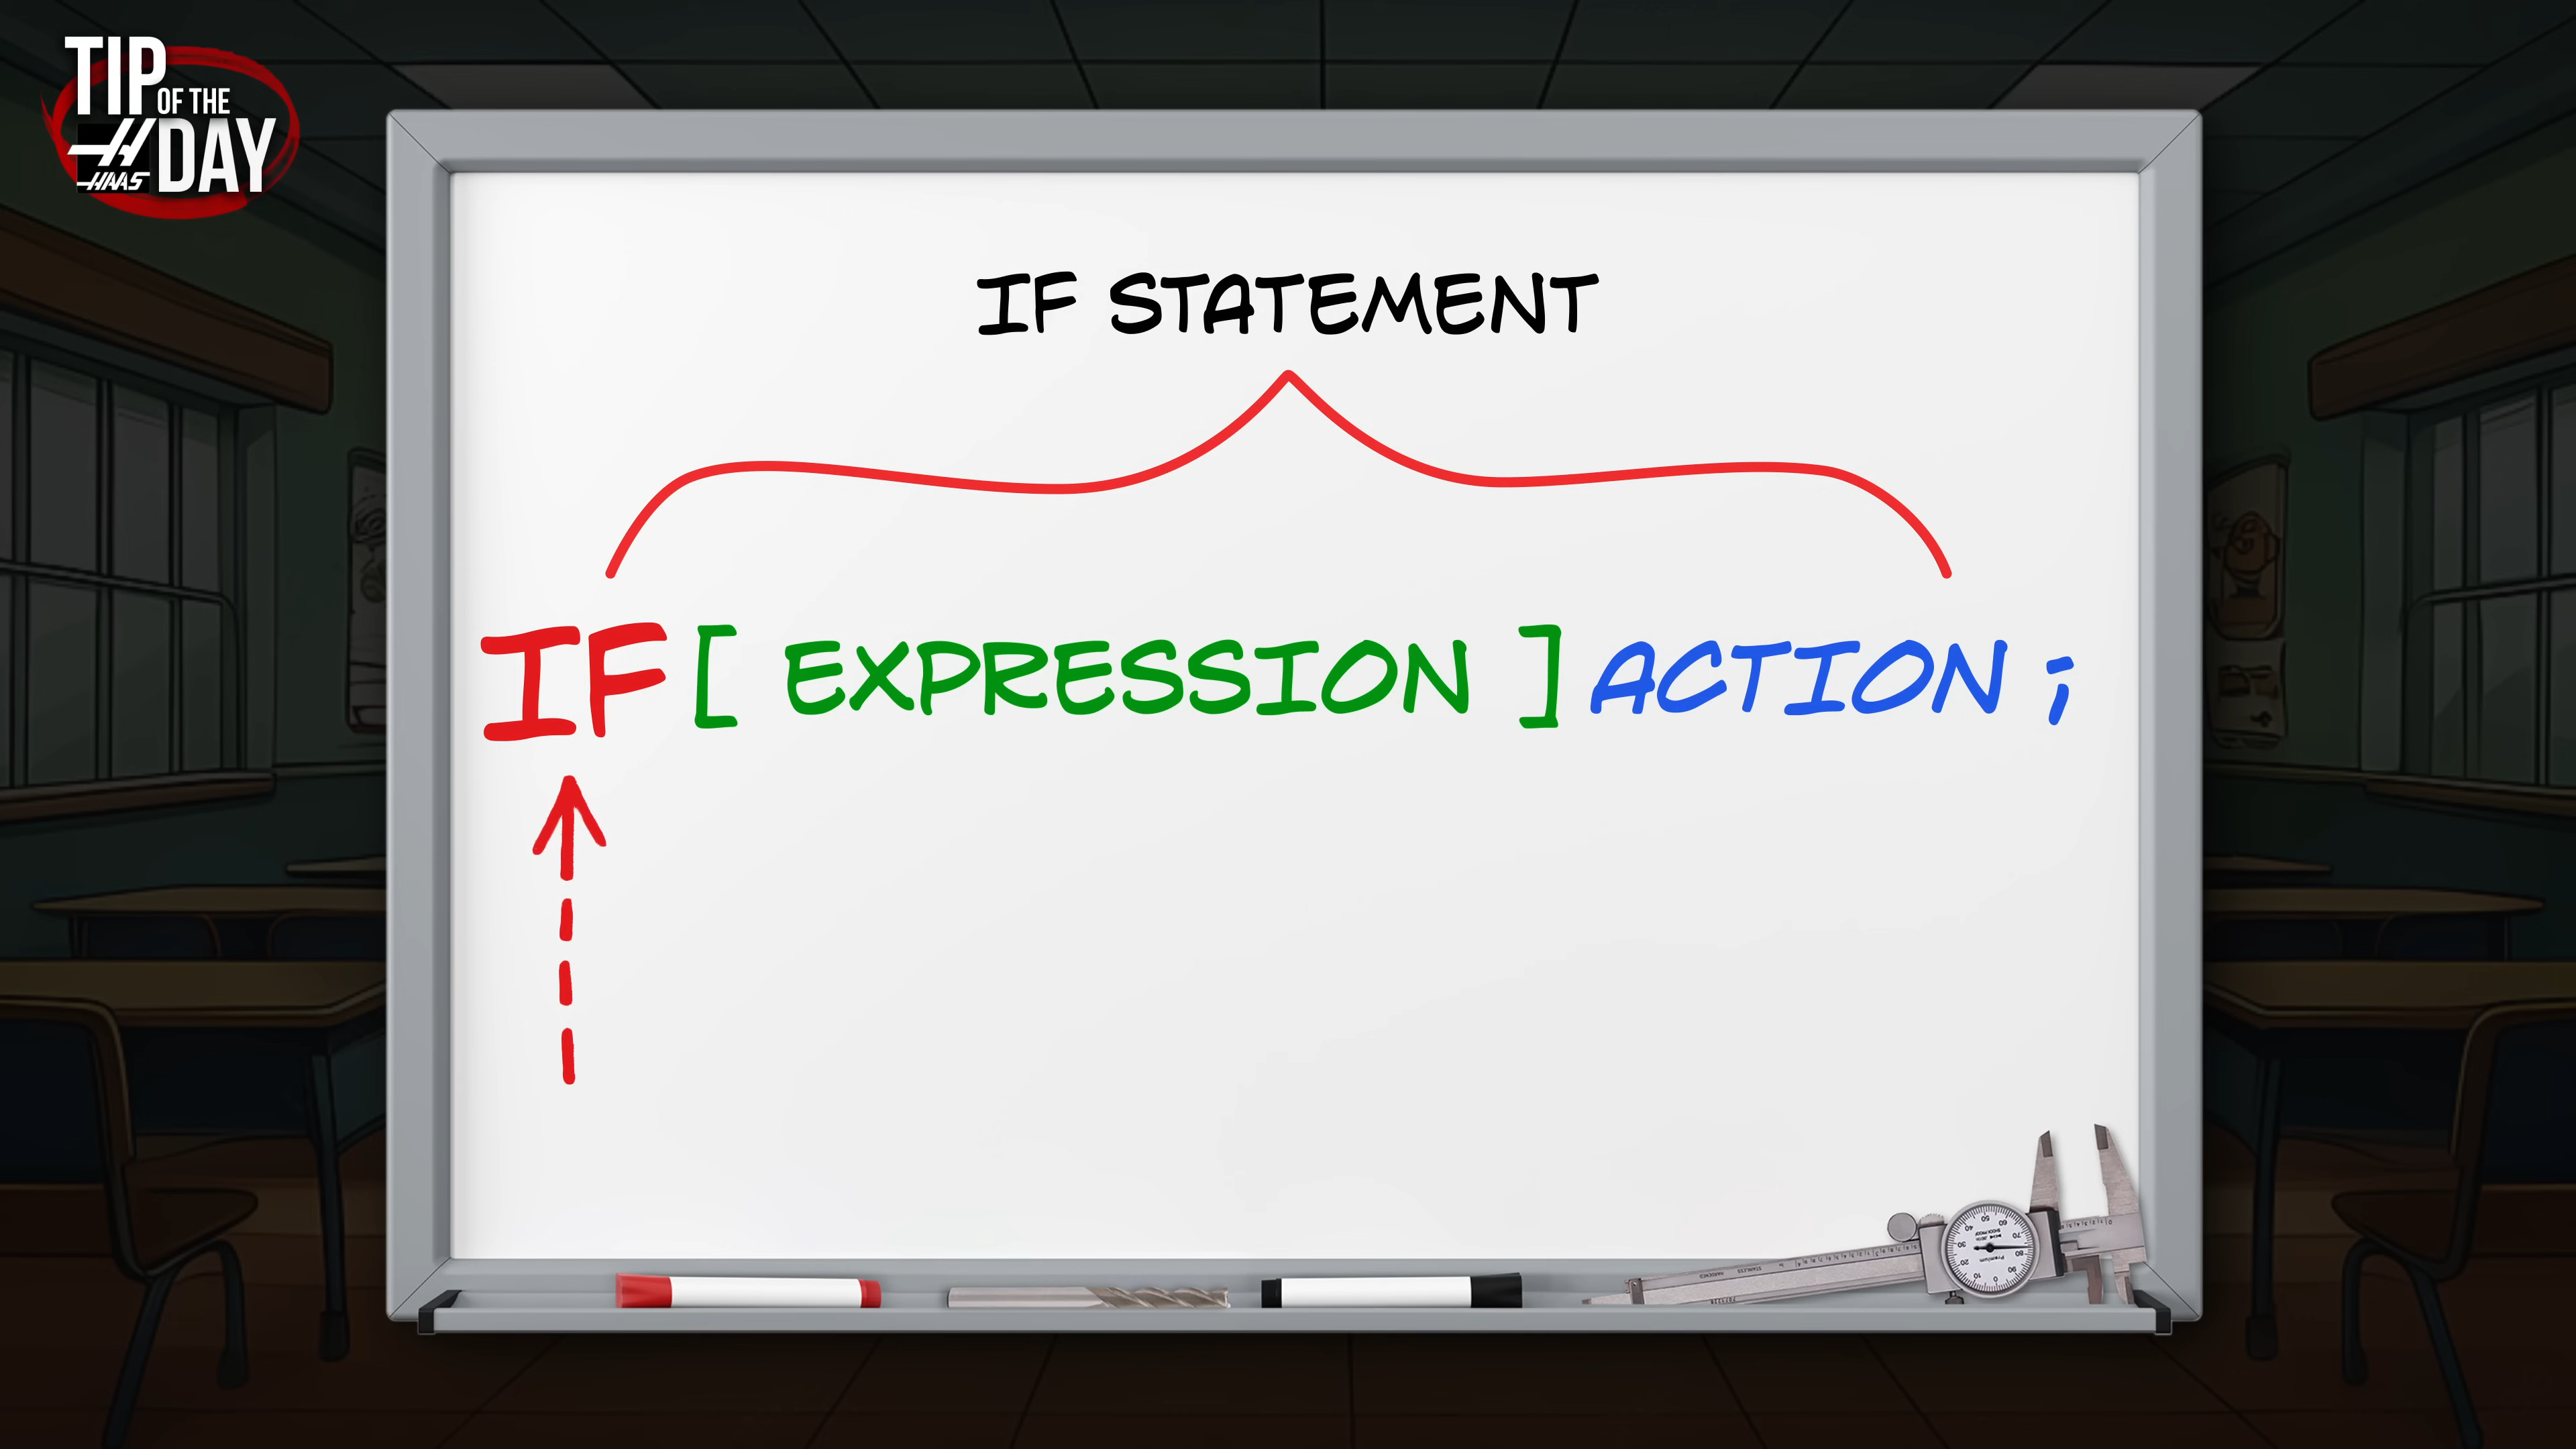 TIP
OF THE
DAY
HAAS
IF STATEMENT
IF [ EXPRESSION ] ACTION ;